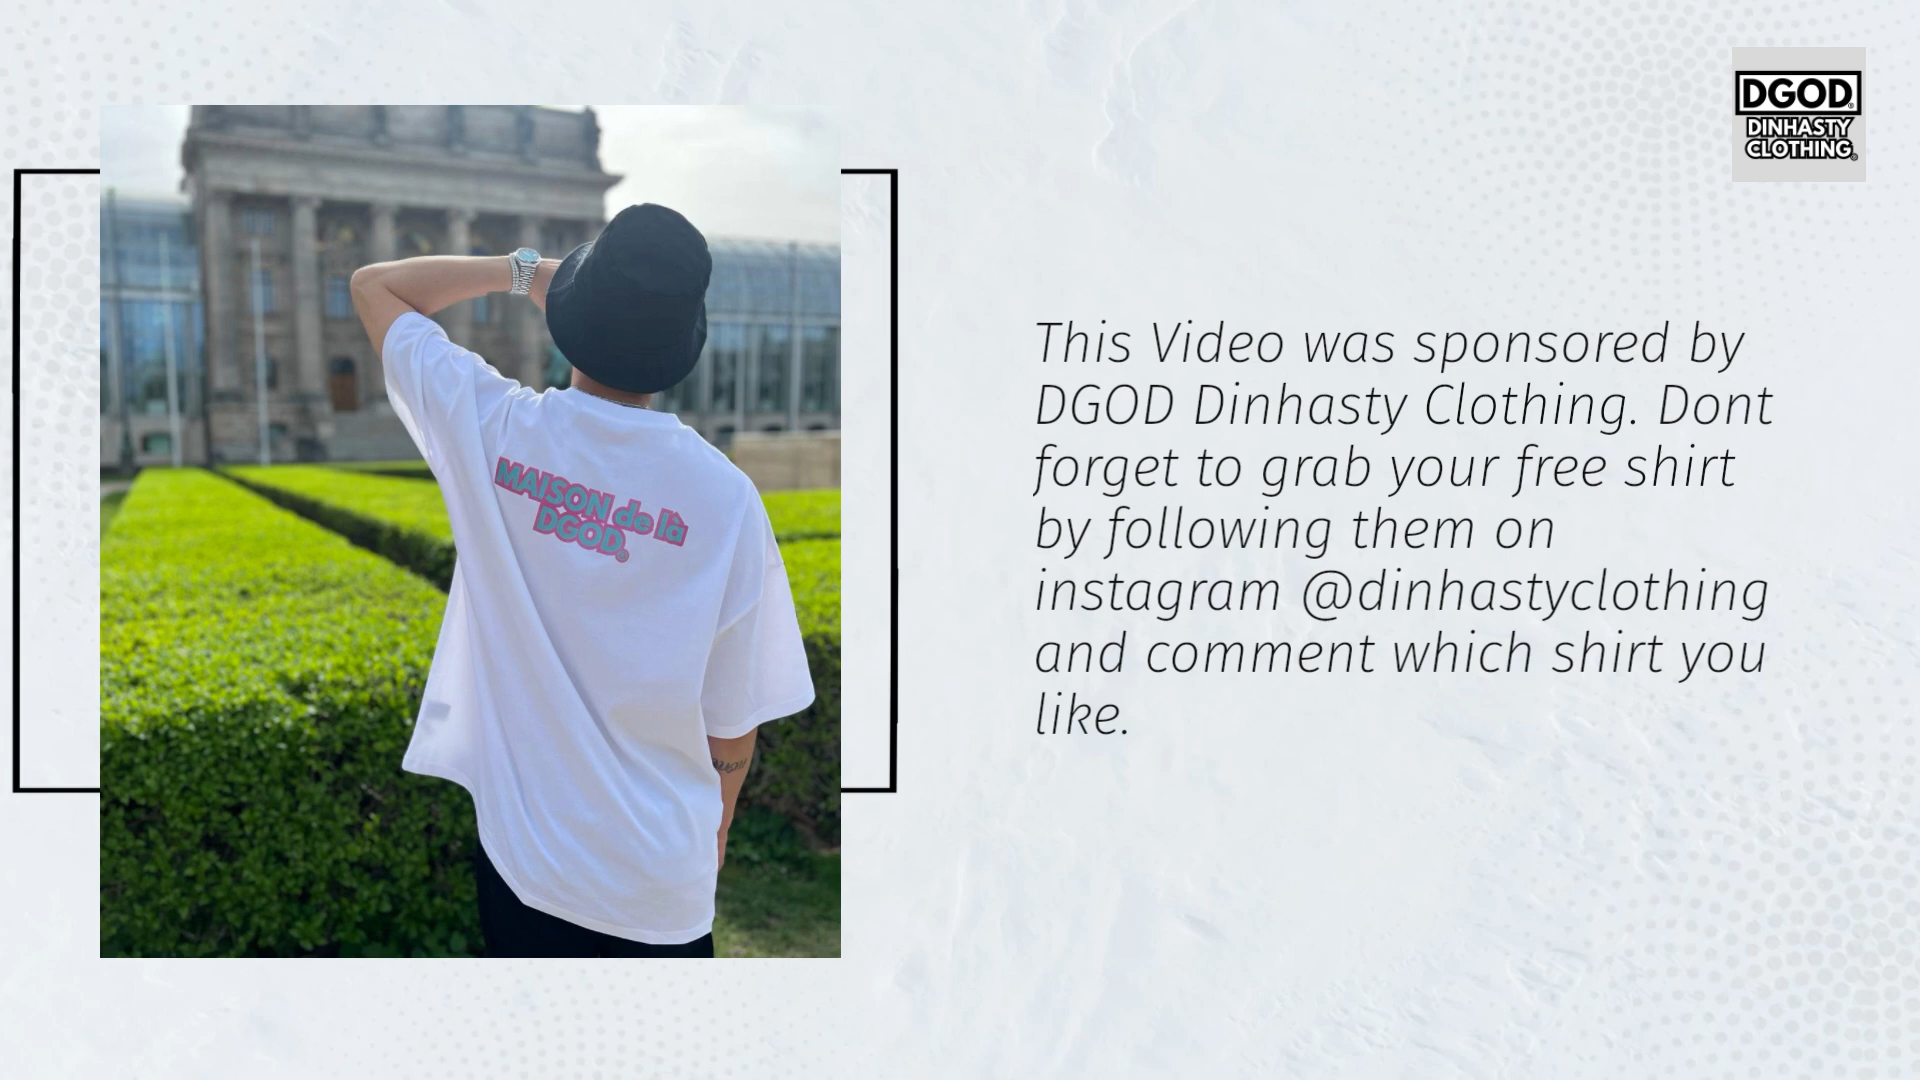 DGOD®
DINHASTY
CLOTHING®
MAISON de là
DGOD®
This Video was sponsored by
DGOD Dinhasty Clothing. Dont
forget to grab your free shirt
by following them on
instagram @dinhastyclothing
and comment which shirt you
like.